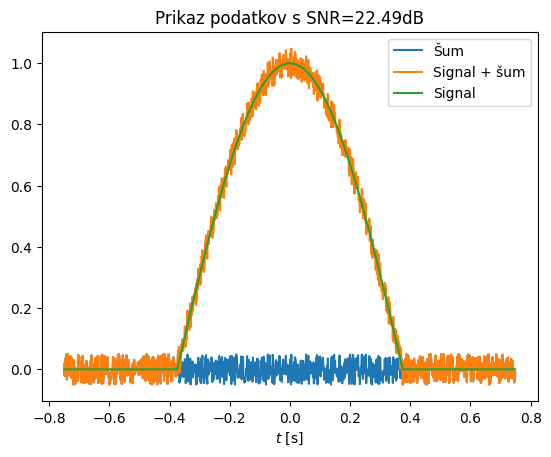 Prikaz podatkov s SNR=22.49dB
Šum
Signal + šum
Signal
1.0
0.8
0.6
0.4
0.2
0.0
−0.8 −0.6 −0.4 −0.2 0.0 0.2 0.4 0.6 0.8
t [s]